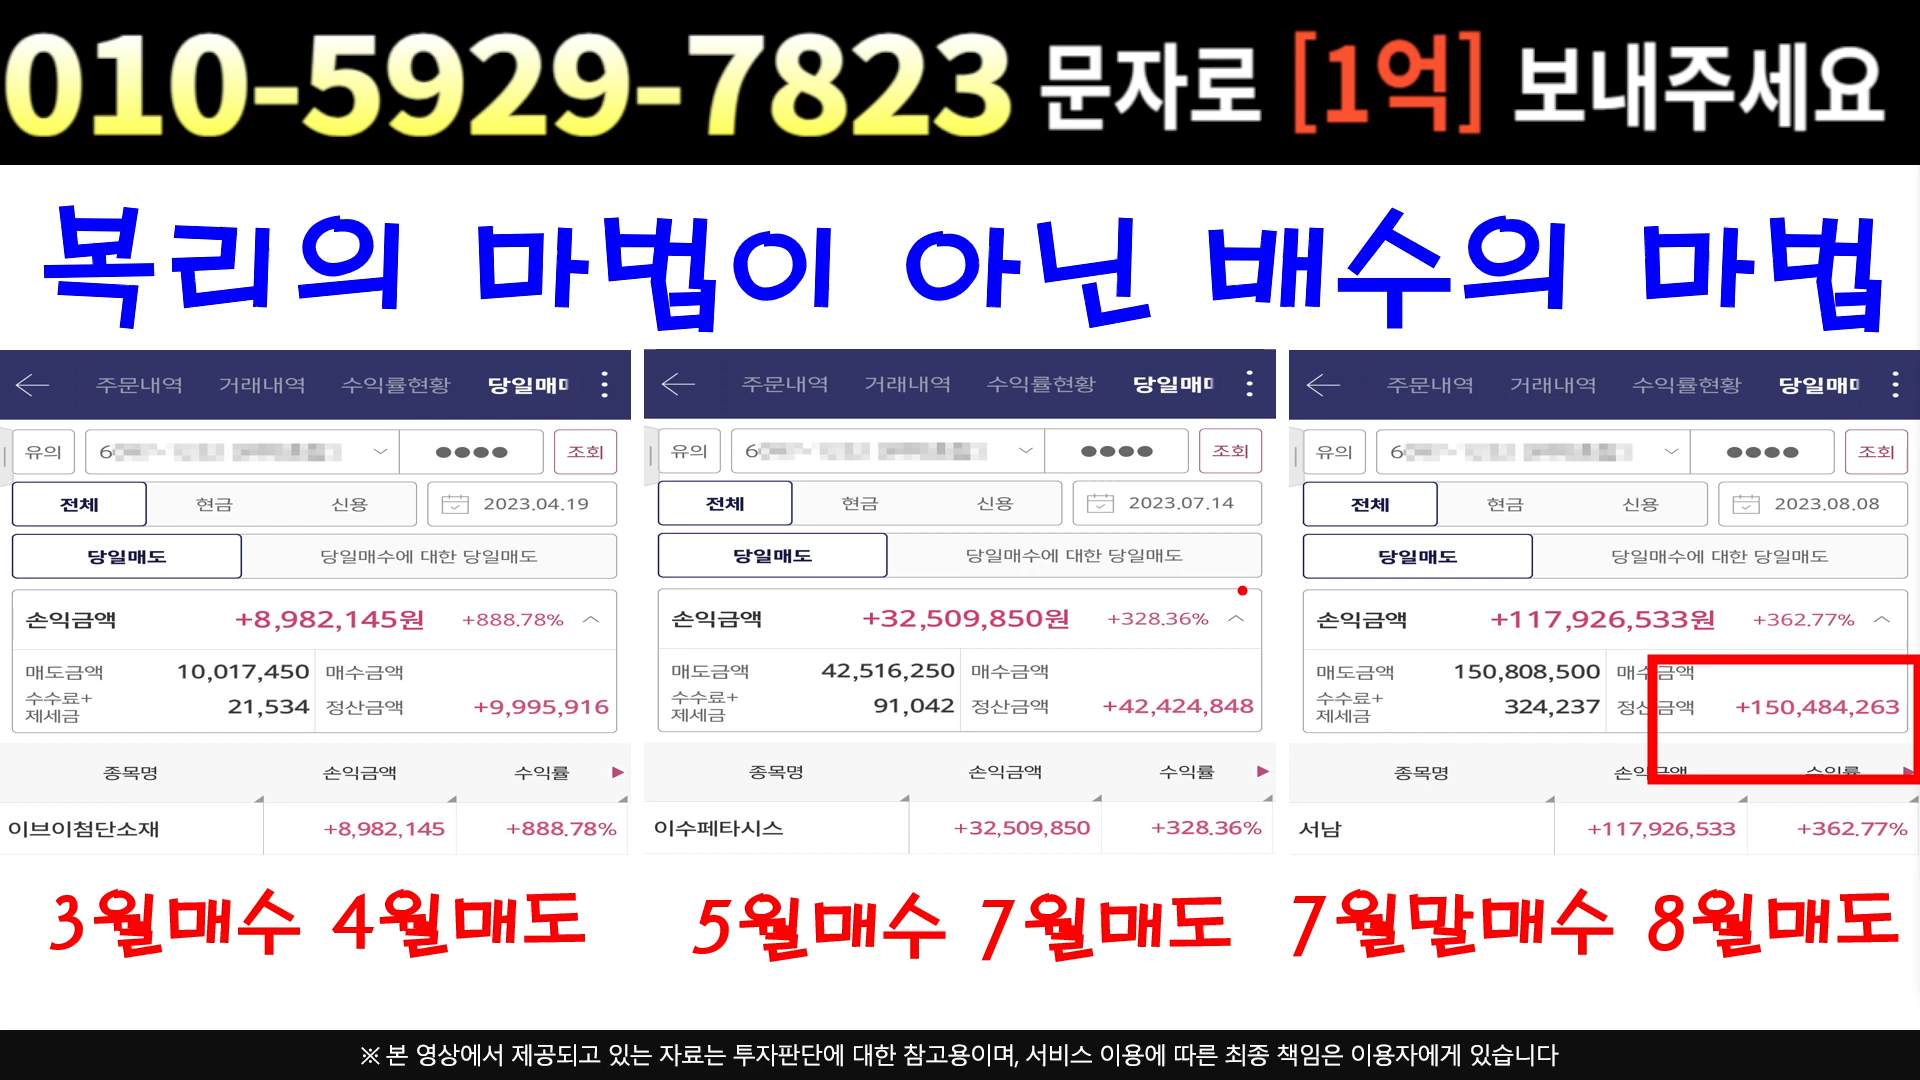 010-5929-7823 문자로 [1억] 보내주세요
복리의 마법이 아닌 배수의 마법
주문내역 거래내역 수익률현황 당일매
유의 6 ●●●● 조회
전체 현금 신용 2023.04.19
당일매도 당일매수에 대한 당일매도
손익금액 +8,982,145원 +888.78%
매도금액 10,017,450 매수금액
수수료+
제세금 21,534 정산금액 +9,995,916
종목명 손익금액 수익률
이브이첨단소재 +8,982,145 +888.78%
3월매수 4월매도
주문내역 거래내역 수익률현황 당일매
유의 6 ●●●● 조회
전체 현금 신용 2023.07.14
당일매도 당일매수에 대한 당일매도
손익금액 +32,509,850원 +328.36%
매도금액 42,516,250 매수금액
수수료+
제세금 91,042 정산금액 +42,424,848
종목명 손익금액 수익률
이수페타시스 +32,509,850 +328.36%
5월매수 7월매도
주문내역 거래내역 수익률현황 당일매
유의 6 ●●●● 조회
전체 현금 신용 2023.08.08
당일매도 당일매수에 대한 당일매도
손익금액 +117,926,533원 +362.77%
매도금액 150,808,500 매수금액
수수료+
제세금 324,237 정산금액 +150,484,263
종목명 손익금액 수익률
서남 +117,926,533 +362.77%
7월말매수 8월매도
※ 본 영상에서 제공되고 있는 자료는 투자판단에 대한 참고용이며, 서비스 이용에 따른 최종 책임은 이용자에게 있습니다